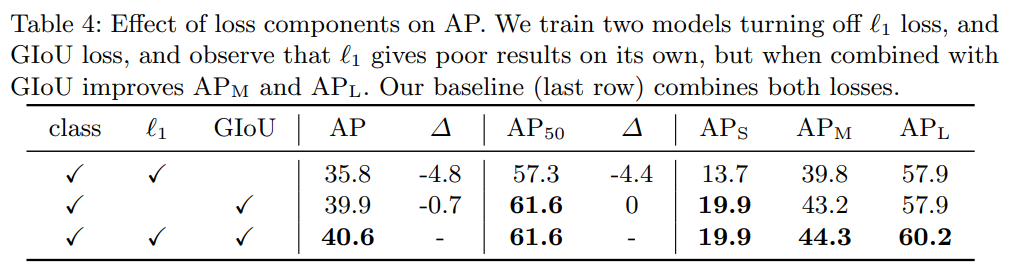 Table 4: Effect of loss components on AP. We train two models turning off ℓ1 loss, and
GIoU loss, and observe that ℓ1 gives poor results on its own, but when combined with
GIoU improves APM and APL. Our baseline (last row) combines both losses.
class ℓ1 GIoU AP Δ AP50 Δ APS APM APL
✓ ✓ 35.8 -4.8 57.3 -4.4 13.7 39.8 57.9
✓ ✓ 39.9 -0.7 61.6 0 19.9 43.2 57.9
✓ ✓ ✓ 40.6 - 61.6 - 19.9 44.3 60.2